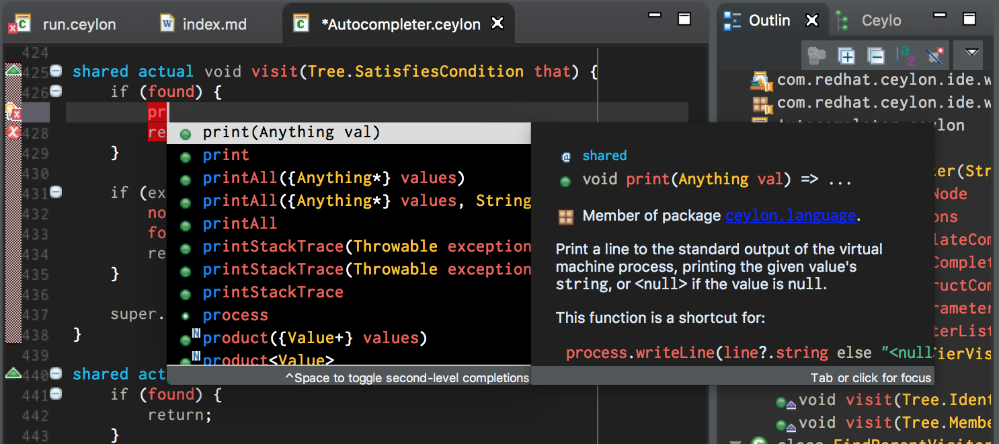 run.ceylon index.md *Autocompleter.ceylon Outlin Ceylo
424
425 shared actual void visit(Tree.SatisfiesCondition that) {
426 if (found) {
pr
428 re
429 }
430
431 if (ex
432 no
433 fo
434 re
435 }
436
437 super.
438 }
439
440 shared act
441 if (found) {
442 return;
443 }
print(Anything val)
print
printAll({Anything*} values)
printAll({Anything*} values, String
printAll
printStackTrace(Throwable exception
printStackTrace(Throwable exception
printStackTrace
process
product({Value+} values)
product<Value>
^Space to toggle second-level completions
shared
void print(Anything val) => ...
Member of package ceylon.language.
Print a line to the standard output of the virtual
machine process, printing the given value's
string, or <null> if the value is null.
This function is a shortcut for:
process.writeLine(line?.string else "<null
Tab or click for focus
com.redhat.ceylon.ide.w
com.redhat.ceylon.ide.w
Autocompleter.ceylon
er(Str
Node
ons
lateCom
Complet
ructCom
rameter
terList
fierVis
void visit(Tree.Ident
void visit(Tree.Membe
class FindParentVisitor